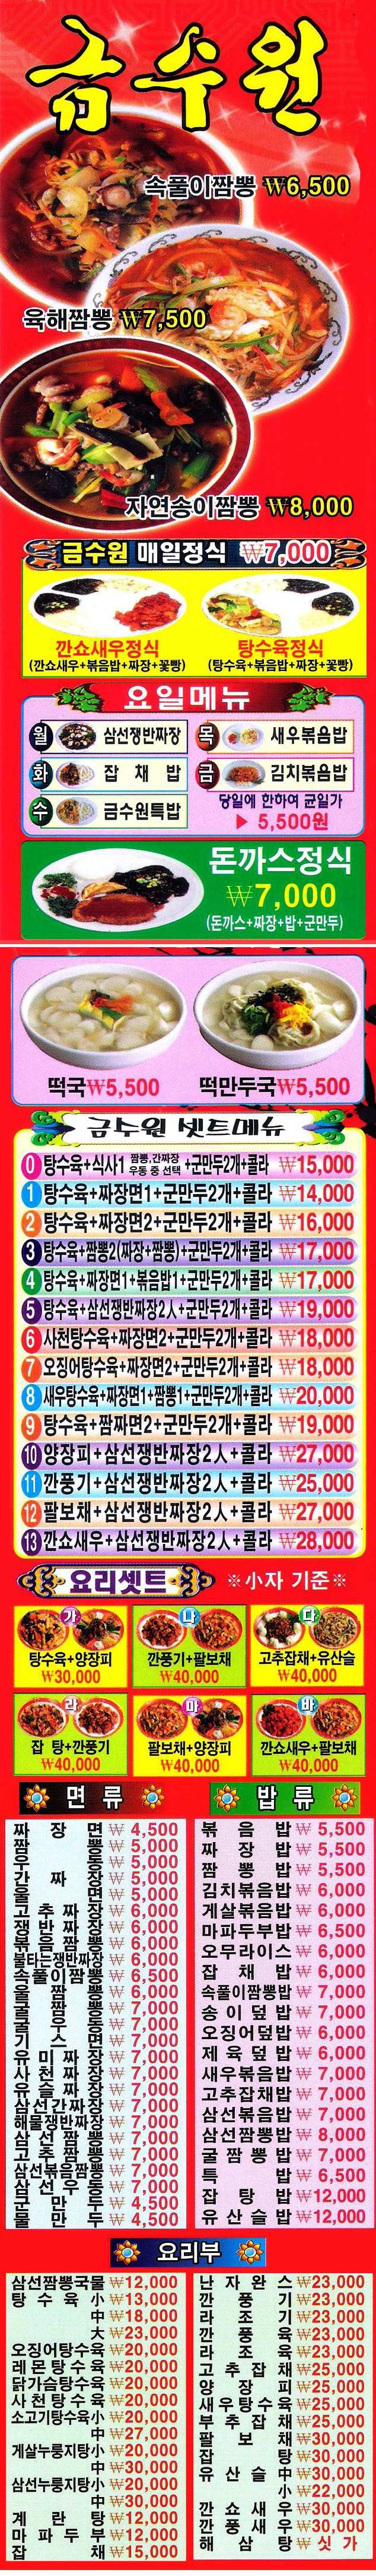 금수원
속풀이짬뽕 ₩6,500
육해짬뽕 ₩7,500
자연송이짬뽕 ₩8,000
금수원 매일정식 ₩7,000
깐쇼새우정식
(깐쇼새우+볶음밥+짜장+꽃빵)
탕수육정식
(탕수육+볶음밥+짜장+꽃빵)
요일메뉴
월 삼선쟁반짜장
목 새우볶음밥
화 잡 채 밥
금 김치볶음밥
수 금수원특밥
당일에 한하여 균일가
▶ 5,500원
돈까스정식
₩7,000
(돈까스+짜장+밥+군만두)
떡국₩5,500
떡만두국₩5,500
금수원 셋트메뉴
0 탕수육+식사1 짬뽕,간짜장 우동 중 선택 +군만두2개+콜라 ₩15,000
1 탕수육+짜장면1+군만두2개+콜라 ₩14,000
2 탕수육+짜장면2+군만두2개+콜라 ₩16,000
3 탕수육+짬뽕2(짜장+짬뽕)+군만두2개+콜라 ₩17,000
4 탕수육+짜장면1+볶음밥1+군만두2개+콜라 ₩17,000
5 탕수육+삼선쟁반짜장2人+군만두2개+콜라 ₩19,000
6 사천탕수육+짜장면2+군만두2개+콜라 ₩18,000
7 오징어탕수육+짜장면2+군만두2개+콜라 ₩18,000
8 새우탕수육+짜장면1+짬뽕1+군만두2개+콜라 ₩20,000
9 탕수육+짬짜면2+군만두2개+콜라 ₩19,000
10 양장피+삼선쟁반짜장2人+콜라 ₩27,000
11 깐풍기+삼선쟁반짜장2人+콜라 ₩25,000
12 팔보채+삼선쟁반짜장2人+콜라 ₩27,000
13 깐쇼새우+삼선쟁반짜장2人+콜라 ₩28,000
요리셋트 ※小자 기준※
가
탕수육+양장피
₩30,000
나
깐풍기+팔보채
₩40,000
다
고추잡채+유산슬
₩40,000
라
잡 탕+깐풍기
₩40,000
마
팔보채+양장피
₩40,000
바
깐쇼새우+팔보채
₩40,000
면 류
짜 장 면 ₩ 4,500
짬 뽕 ₩ 5,000
우 동 ₩ 5,000
간 짜 장 ₩ 5,000
울 면 ₩ 5,000
고 추 짜 장 ₩ 6,000
쟁 반 짜 장 ₩ 6,000
볶 음 짬 뽕 ₩ 6,000
불타는쟁반짜장 ₩ 6,000
속풀이짬뽕 ₩ 6,500
울 짬 뽕 ₩ 6,000
굴 짬 뽕 ₩ 7,000
굴 우 동 ₩ 7,000
기 스 면 ₩ 7,000
유 미 짜 장 ₩ 7,000
사 천 짜 장 ₩ 7,000
유 슬 짜 장 ₩ 7,000
삼선간짜장 ₩ 7,000
해물쟁반짜장 ₩ 7,000
삼 선 짬 뽕 ₩ 7,000
고 추 짬 뽕 ₩ 7,000
삼선볶음짬뽕 ₩ 7,000
삼 선 우 동 ₩ 7,000
군 만 두 ₩ 4,500
물 만 두 ₩ 4,500
밥 류
볶 음 밥 ₩ 5,500
짜 장 밥 ₩ 5,500
짬 뽕 밥 ₩ 5,500
김치볶음밥 ₩ 6,000
게살볶음밥 ₩ 6,000
마파두부밥 ₩ 6,500
오무라이스 ₩ 6,000
잡 채 밥 ₩ 6,000
속풀이짬뽕밥 ₩ 7,000
송 이 덮 밥 ₩ 7,000
오징어덮밥 ₩ 6,000
제 육 덮 밥 ₩ 6,000
새우볶음밥 ₩ 7,000
고추잡채밥 ₩ 7,000
삼선볶음밥 ₩ 7,000
삼선짬뽕밥 ₩ 8,000
굴 짬 뽕 밥 ₩ 7,000
특 밥 ₩ 6,500
잡 탕 밥 ₩12,000
유 산 슬 밥 ₩12,000
요리부
삼선짬뽕국물 ₩12,000
탕 수 육 小 ₩13,000
中 ₩18,000
大 ₩23,000
오징어탕수육 ₩20,000
레몬탕수육 ₩20,000
닭가슴탕수육 ₩20,000
사천탕수육 ₩20,000
소고기탕수육小 ₩20,000
中 ₩27,000
게살누룽지탕小 ₩20,000
中 ₩30,000
삼선누룽지탕小 ₩20,000
中 ₩30,000
계 란 탕 ₩12,000
마 파 두 부 ₩12,000
잡 채 ₩15,000
난 자 완 스 ₩23,000
깐 풍 기 ₩23,000
라 조 기 ₩23,000
깐 풍 육 ₩23,000
라 조 육 ₩23,000
고 추 잡 채 ₩25,000
양 장 피 ₩25,000
새우탕수육 ₩25,000
부 추 잡 채 ₩25,000
팔 보 채 ₩30,000
잡 탕 ₩30,000
유 산 슬 中 ₩30,000
小 ₩22,000
깐 쇼 새 우 ₩30,000
깐 풍 새 우 ₩30,000
해 삼 탕 ₩ 싯 가